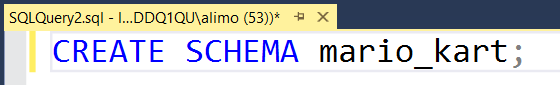 SQLQuery2.sql - l...DDQ1QU\alimo (53))*
CREATE SCHEMA mario_kart;